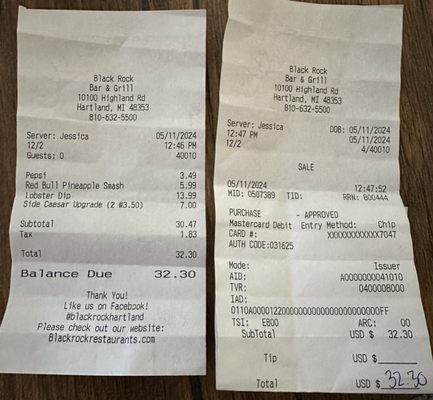 Black Rock
Bar & Grill
10100 Highland Rd
Hartland, MI 48353
810-632-5500
Server: Jessica 05/11/2024
12/2 12:46 PM
Guests: 0 40010
Pepsi 3.49
Red Bull Pineapple Smash 5.99
Lobster Dip 13.99
Side Caesar Upgrade (2 @3.50) 7.00
Subtotal 30.47
Tax 1.83
Total 32.30
Balance Due 32.30
Thank You!
Like us on Facebook!
#blackrockhartland
Please check out our website:
Blackrockrestaurants.com
Black Rock
Bar & Grill
10100 Highland Rd
Hartland, MI 48353
810-632-5500
Server: Jessica DOB: 05/11/2024
12:47 PM 05/11/2024
12/2 4/40010
SALE
05/11/2024 12:47:52
MID: 0507389 TID: RRN: 800444
PURCHASE - APPROVED
Mastercard Debit Entry Method: Chip
CARD #: XXXXXXXXXXXX7047
AUTH CODE:031625
Mode: Issuer
AID: A0000000041010
TVR: 0400008000
IAD:
TSI: E800 ARC: 00
SubTotal USD $ 32.30
Tip USD $
Total USD $ 32.30